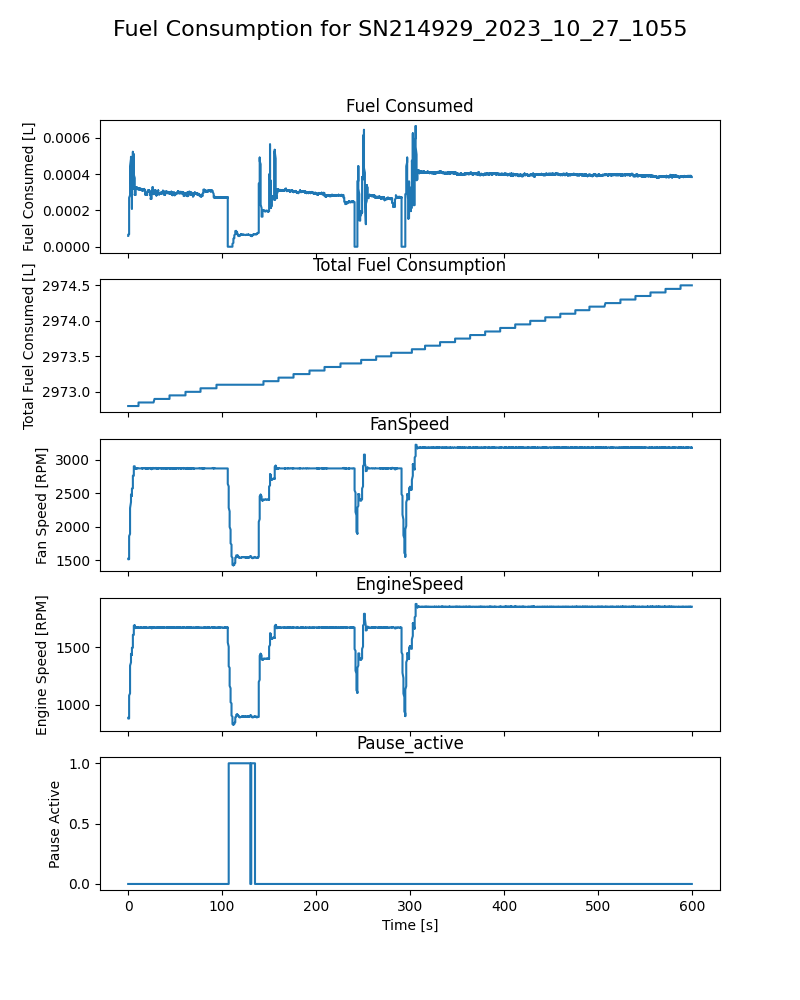 Fuel Consumption for SN214929_2023_10_27_1055
Fuel Consumed
Fuel Consumed [L]
0.0006
0.0004
0.0002
0.0000
Total Fuel Consumption
Total Fuel Consumed [L]
2974.5
2974.0
2973.5
2973.0
FanSpeed
Fan Speed [RPM]
3000
2500
2000
1500
EngineSpeed
Engine Speed [RPM]
1500
1000
Pause_active
Pause Active
1.0
0.5
0.0
0 100 200 300 400 500 600
Time [s]